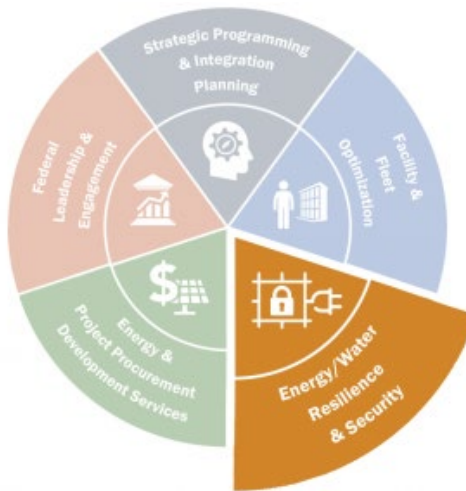 Strategic Programming
& Integration
Planning
Facility &
Fleet
Optimization
Energy/Water
Resilience
& Security
Energy &
Project Procurement
Development Services
Federal
Leadership &
Engagement
$